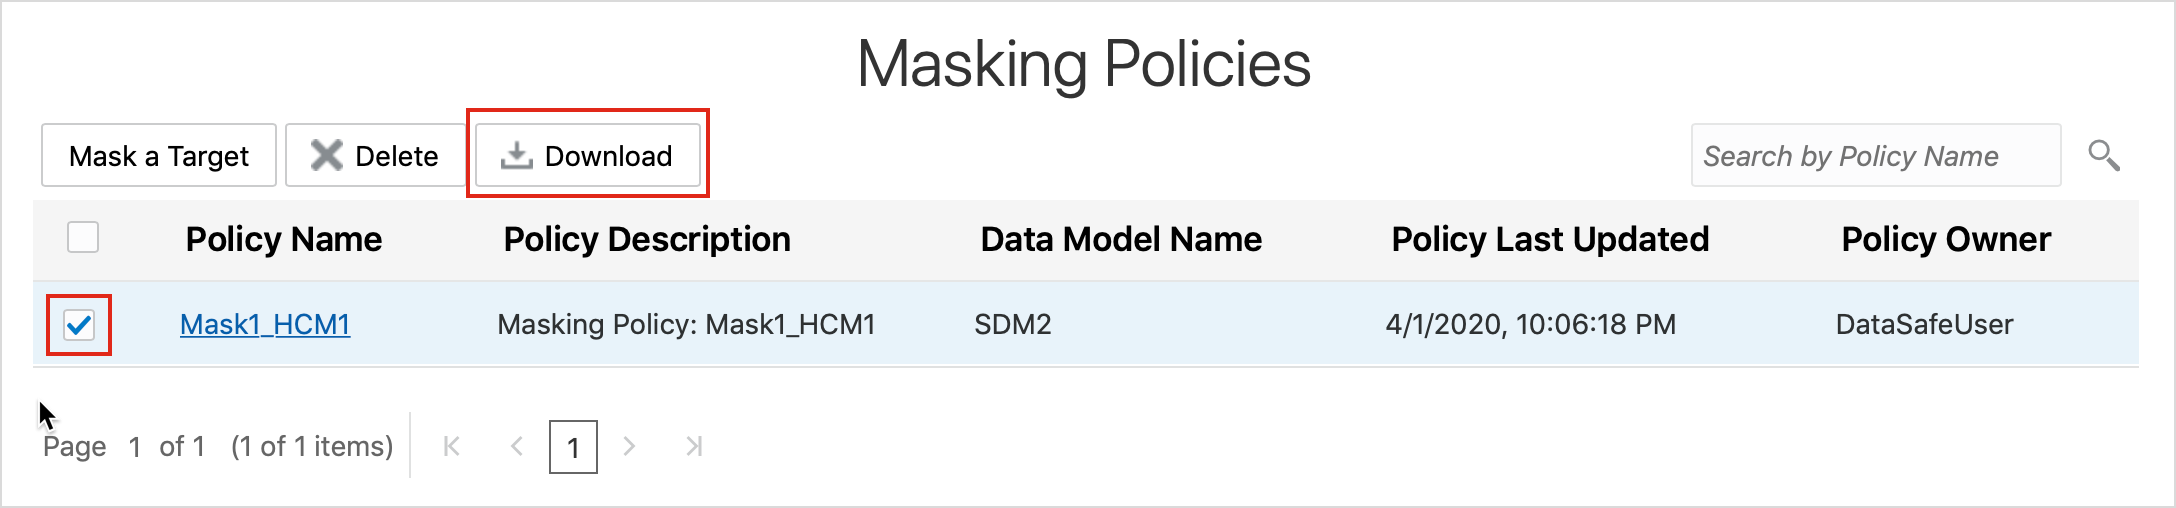 Masking Policies
Mask a Target Delete Download Search by Policy Name
Policy Name Policy Description Data Model Name Policy Last Updated Policy Owner
Mask1_HCM1 Masking Policy: Mask1_HCM1 SDM2 4/1/2020, 10:06:18 PM DataSafeUser
Page 1 of 1 (1 of 1 items) 1